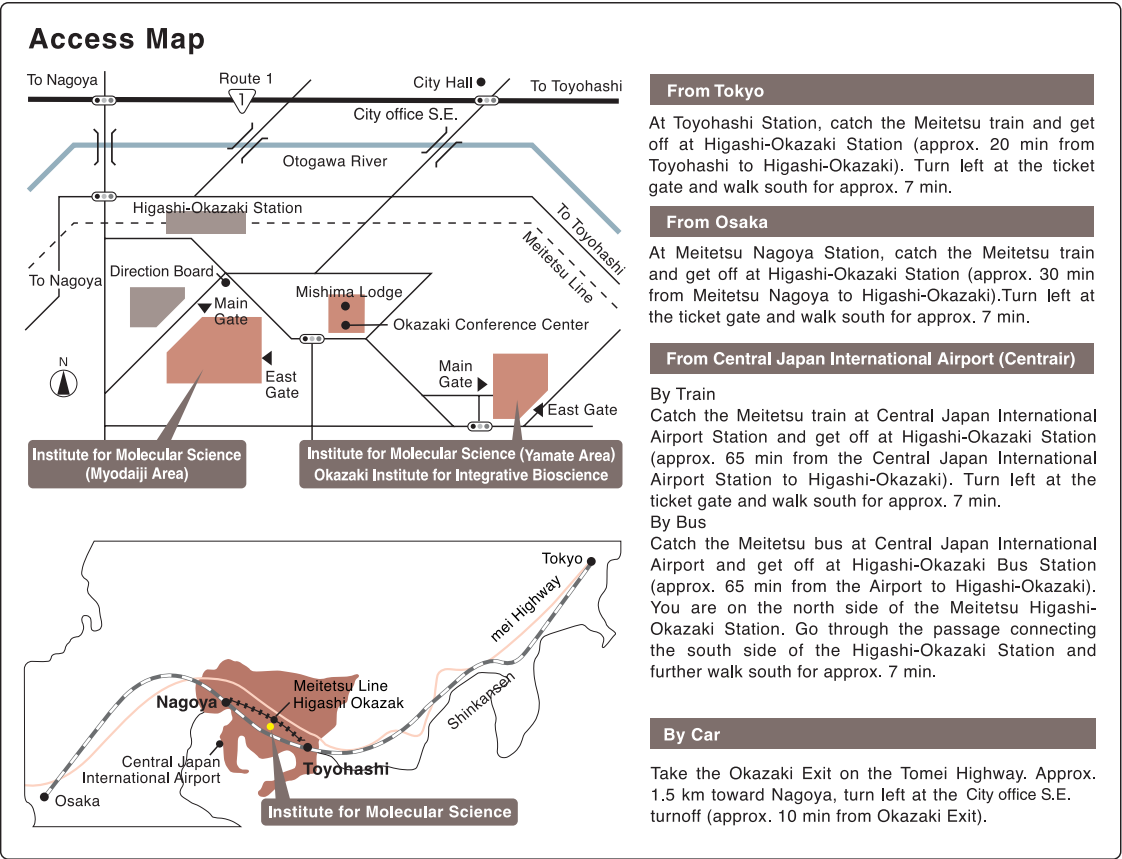 Access Map
To Nagoya
Route 1
1
City Hall
To Toyohashi
City office S.E.
Otogawa River
Higashi-Okazaki Station
To Toyohashi
Meitetsu Line
To Nagoya
Direction Board
Main
Gate
Mishima Lodge
Okazaki Conference Center
N
East
Gate
Main
Gate
East Gate
Institute for Molecular Science
(Myodaiji Area)
Institute for Molecular Science (Yamate Area)
Okazaki Institute for Integrative Bioscience
Tokyo
mei Highway
Shinkansen
Meitetsu Line
Higashi Okazak
Nagoya
Central Japan
International Airport
Toyohashi
Osaka
Institute for Molecular Science
From Tokyo
At Toyohashi Station, catch the Meitetsu train and get
off at Higashi-Okazaki Station (approx. 20 min from
Toyohashi to Higashi-Okazaki). Turn left at the ticket
gate and walk south for approx. 7 min.
From Osaka
At Meitetsu Nagoya Station, catch the Meitetsu train
and get off at Higashi-Okazaki Station (approx. 30 min
from Meitetsu Nagoya to Higashi-Okazaki).Turn left at
the ticket gate and walk south for approx. 7 min.
From Central Japan International Airport (Centrair)
By Train
Catch the Meitetsu train at Central Japan International
Airport Station and get off at Higashi-Okazaki Station
(approx. 65 min from the Central Japan International
Airport Station to Higashi-Okazaki). Turn left at the
ticket gate and walk south for approx. 7 min.
By Bus
Catch the Meitetsu bus at Central Japan International
Airport and get off at Higashi-Okazaki Bus Station
(approx. 65 min from the Airport to Higashi-Okazaki).
You are on the north side of the Meitetsu Higashi-
Okazaki Station. Go through the passage connecting
the south side of the Higashi-Okazaki Station and
further walk south for approx. 7 min.
By Car
Take the Okazaki Exit on the Tomei Highway. Approx.
1.5 km toward Nagoya, turn left at the City office S.E.
turnoff (approx. 10 min from Okazaki Exit).